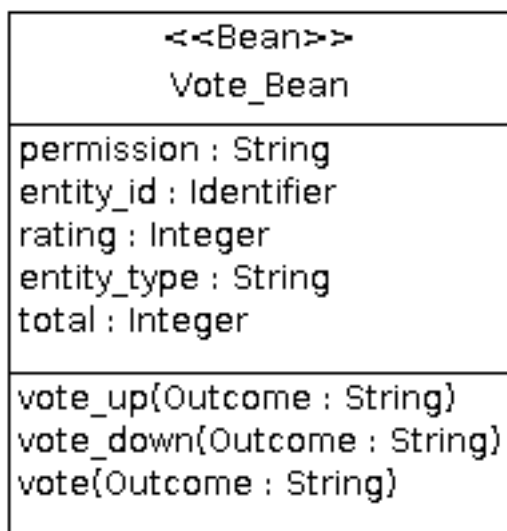 <<Bean>>
Vote_Bean
permission : String
entity_id : Identifier
rating : Integer
entity_type : String
total : Integer
vote_up(Outcome : String)
vote_down(Outcome : String)
vote(Outcome : String)